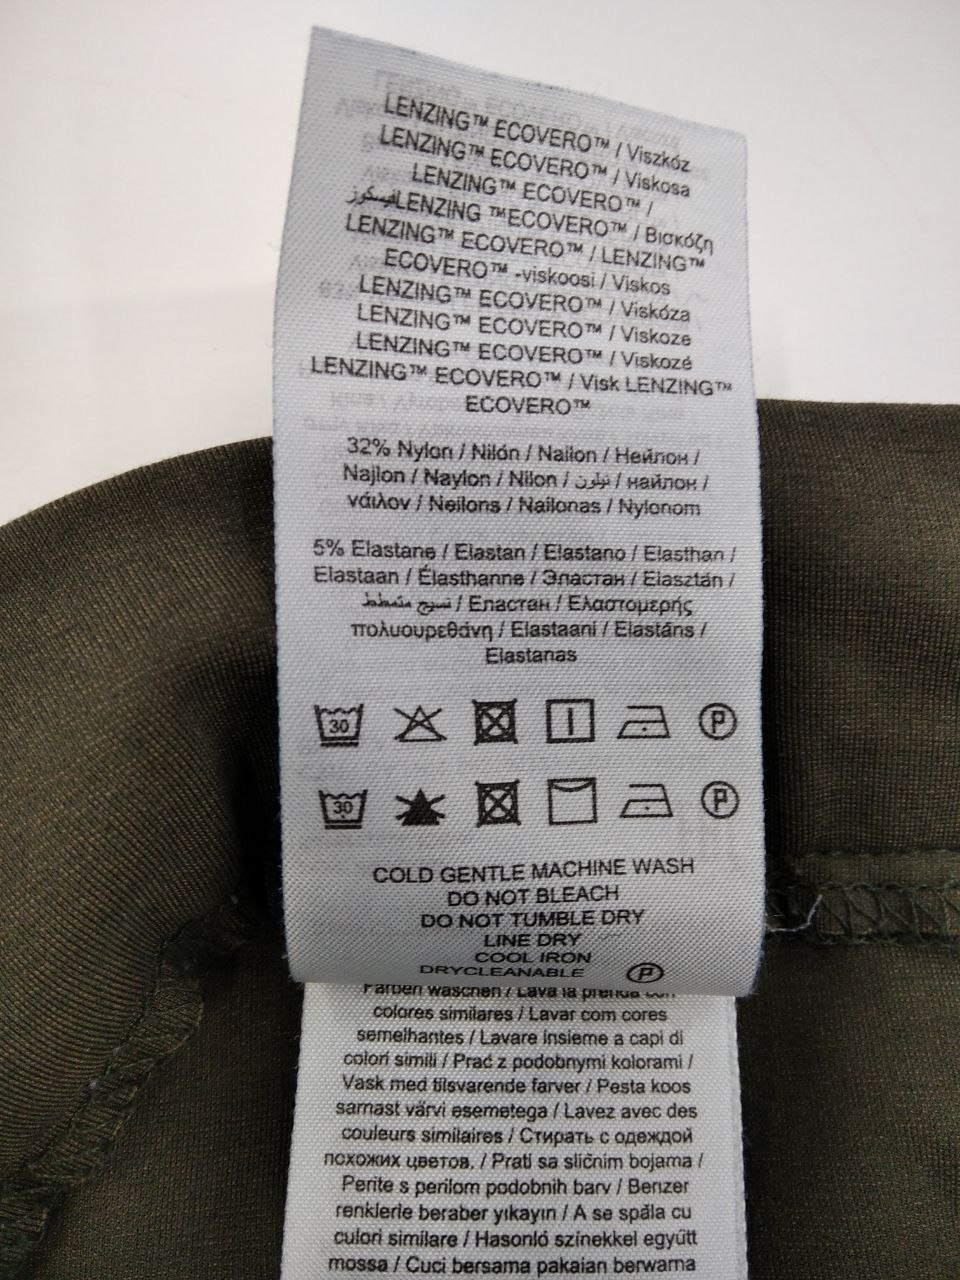 LENZING™ ECOVERO™ / Viszkóz
LENZING™ ECOVERO™ / Viskosa
LENZING™ ECOVERO™ /
فيسكوز LENZING ™ECOVERO™ / Βισκόζη
LENZING™ ECOVERO™ / LENZING™
ECOVERO™ -viskoosi / Viskos
LENZING™ ECOVERO™ / Viskóza
LENZING™ ECOVERO™ / Viskoze
LENZING™ ECOVERO™ / Viskozé
LENZING™ ECOVERO™ / Visk LENZING™
ECOVERO™
32% Nylon / Nilón / Nailon / Нейлон /
Najlon / Naylon / Nilon / نيلون / найлон /
νάιλον / Neilons / Nailonas / Nylonom
5% Elastane / Elastan / Elastano / Elasthan /
Elastaan / Élasthanne / Эластан / Elasztán /
نسيج متمطط / Еластан / Ελαστομερής
πολυουρεθάνη / Elastaani / Elastāns /
Elastanas
30 P
30 P
COLD GENTLE MACHINE WASH
DO NOT BLEACH
DO NOT TUMBLE DRY
LINE DRY
COOL IRON
DRYCLEANABLE P
Farben waschen / Lava la prenda con
colores similares / Lavar com cores
semelhantes / Lavare insieme a capi di
colori simili / Prać z podobnymi kolorami /
Vask med tilsvarende farver / Pesta koos
sarnast värvi esemetega / Lavez avec des
couleurs similaires / Стирать с одеждой
похожих цветов. / Prati sa sličnim bojama /
Perite s perilom podobnih barv / Benzer
renklerle beraber yıkayın / A se spăla cu
culori similare / Hasonló színekkel együtt
mossa / Cuci bersama pakaian berwarna